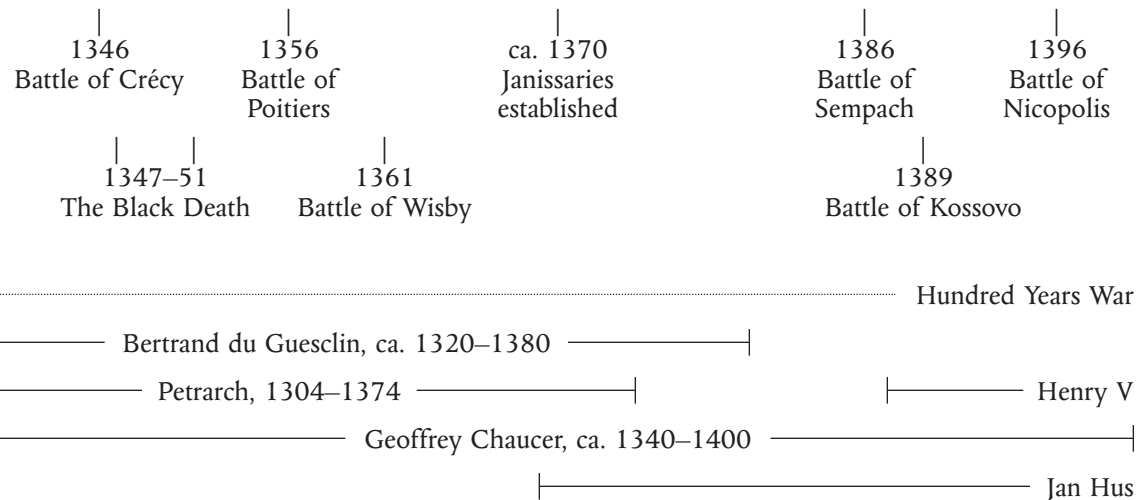 1346
Battle of Crécy
1356
Battle of
Poitiers
ca. 1370
Janissaries
established
1386
Battle of
Sempach
1396
Battle of
Nicopolis
1347–51
The Black Death
1361
Battle of Wisby
1389
Battle of Kossovo
Hundred Years War
Bertrand du Guesclin, ca. 1320–1380
Petrarch, 1304–1374
Henry V
Geoffrey Chaucer, ca. 1340–1400
Jan Hus